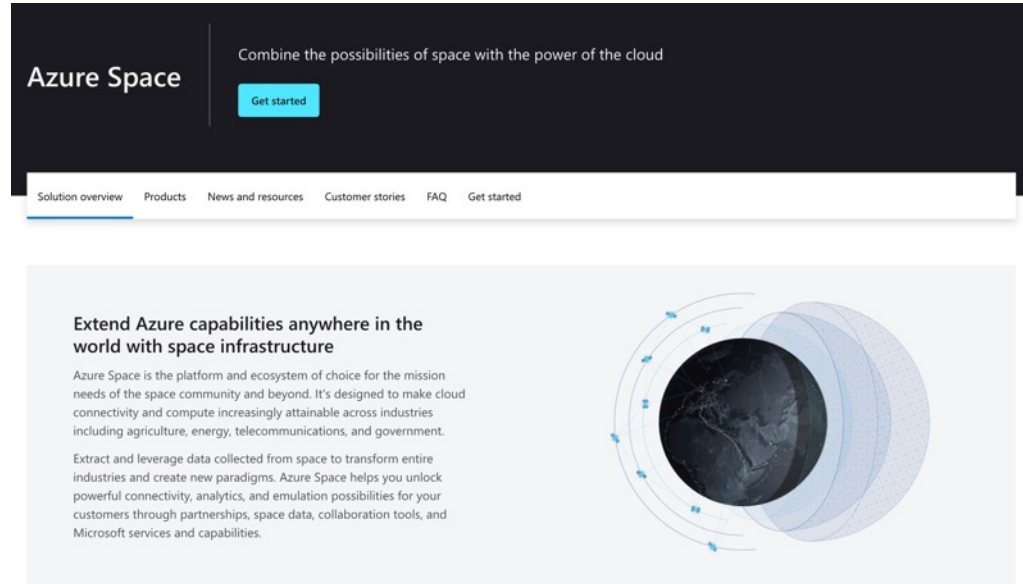 Azure Space
Combine the possibilities of space with the power of the cloud
Get started
Solution overview
Products
News and resources
Customer stories
FAQ
Get started
Extend Azure capabilities anywhere in the
world with space infrastructure
Azure Space is the platform and ecosystem of choice for the mission
needs of the space community and beyond. It's designed to make cloud
connectivity and compute increasingly attainable across industries
including agriculture, energy, telecommunications, and government.
Extract and leverage data collected from space to transform entire
industries and create new paradigms. Azure Space helps you unlock
powerful connectivity, analytics, and emulation possibilities for your
customers through partnerships, space data, collaboration tools, and
Microsoft services and capabilities.